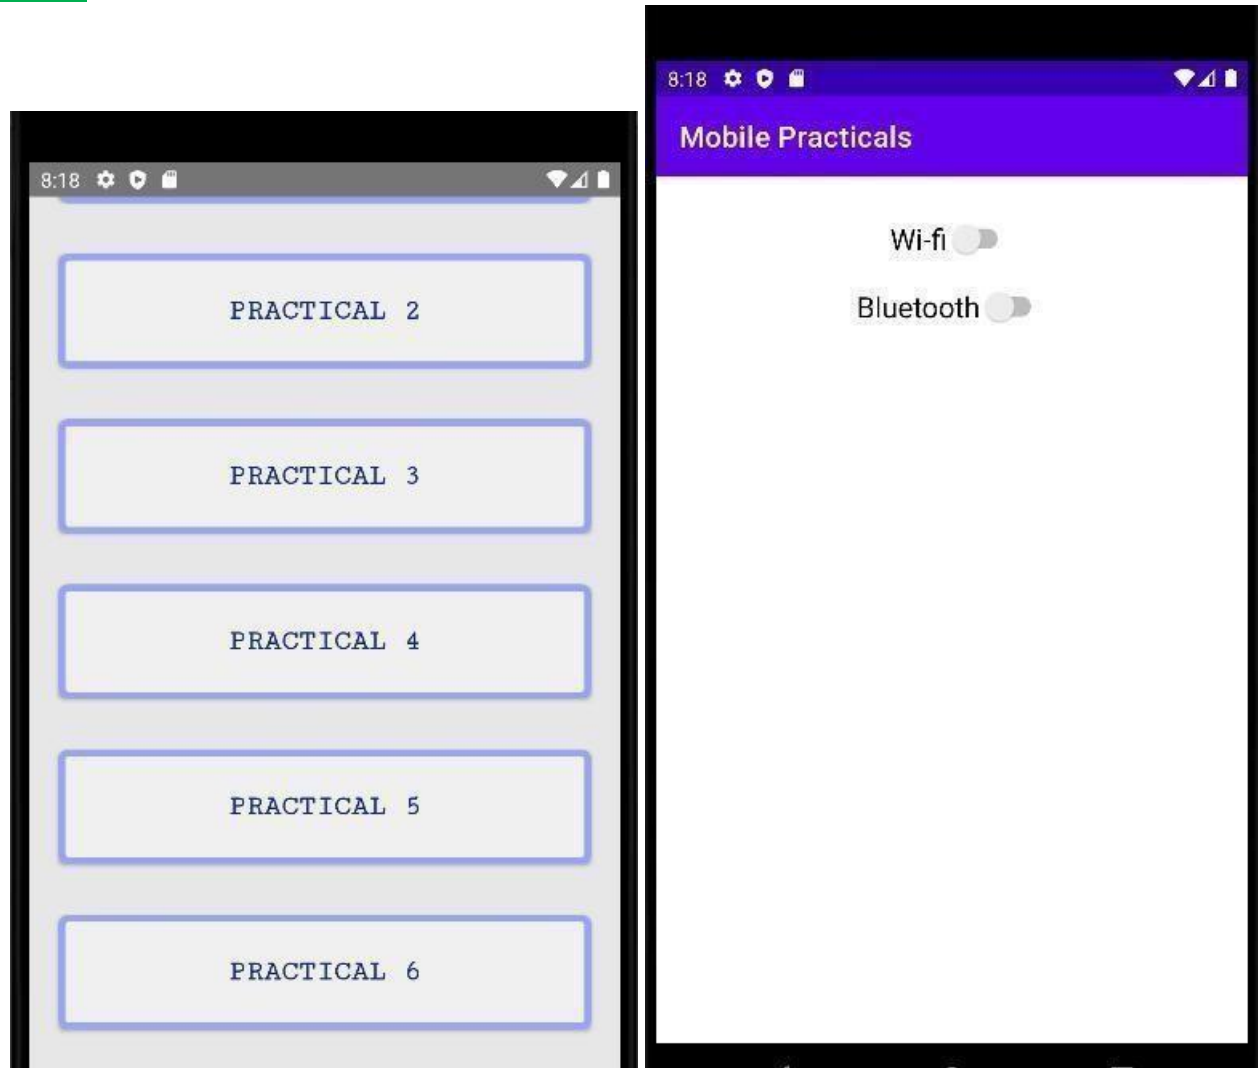 8:18
PRACTICAL 2
PRACTICAL 3
PRACTICAL 4
PRACTICAL 5
PRACTICAL 6
8:18
Mobile Practicals
Wi-fi
Bluetooth